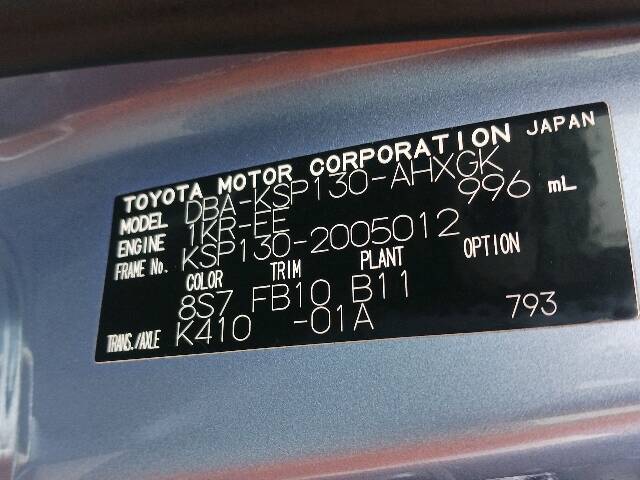 TOYOTA MOTOR CORPORATION JAPAN
MODEL DBA-KSP130-AHXGK
ENGINE 1KR-FE 996 mL
FRAME No. KSP130-2005012
COLOR TRIM PLANT OPTION
8S7 FB10 B11
TRANS./AXLE K410 -01A 793